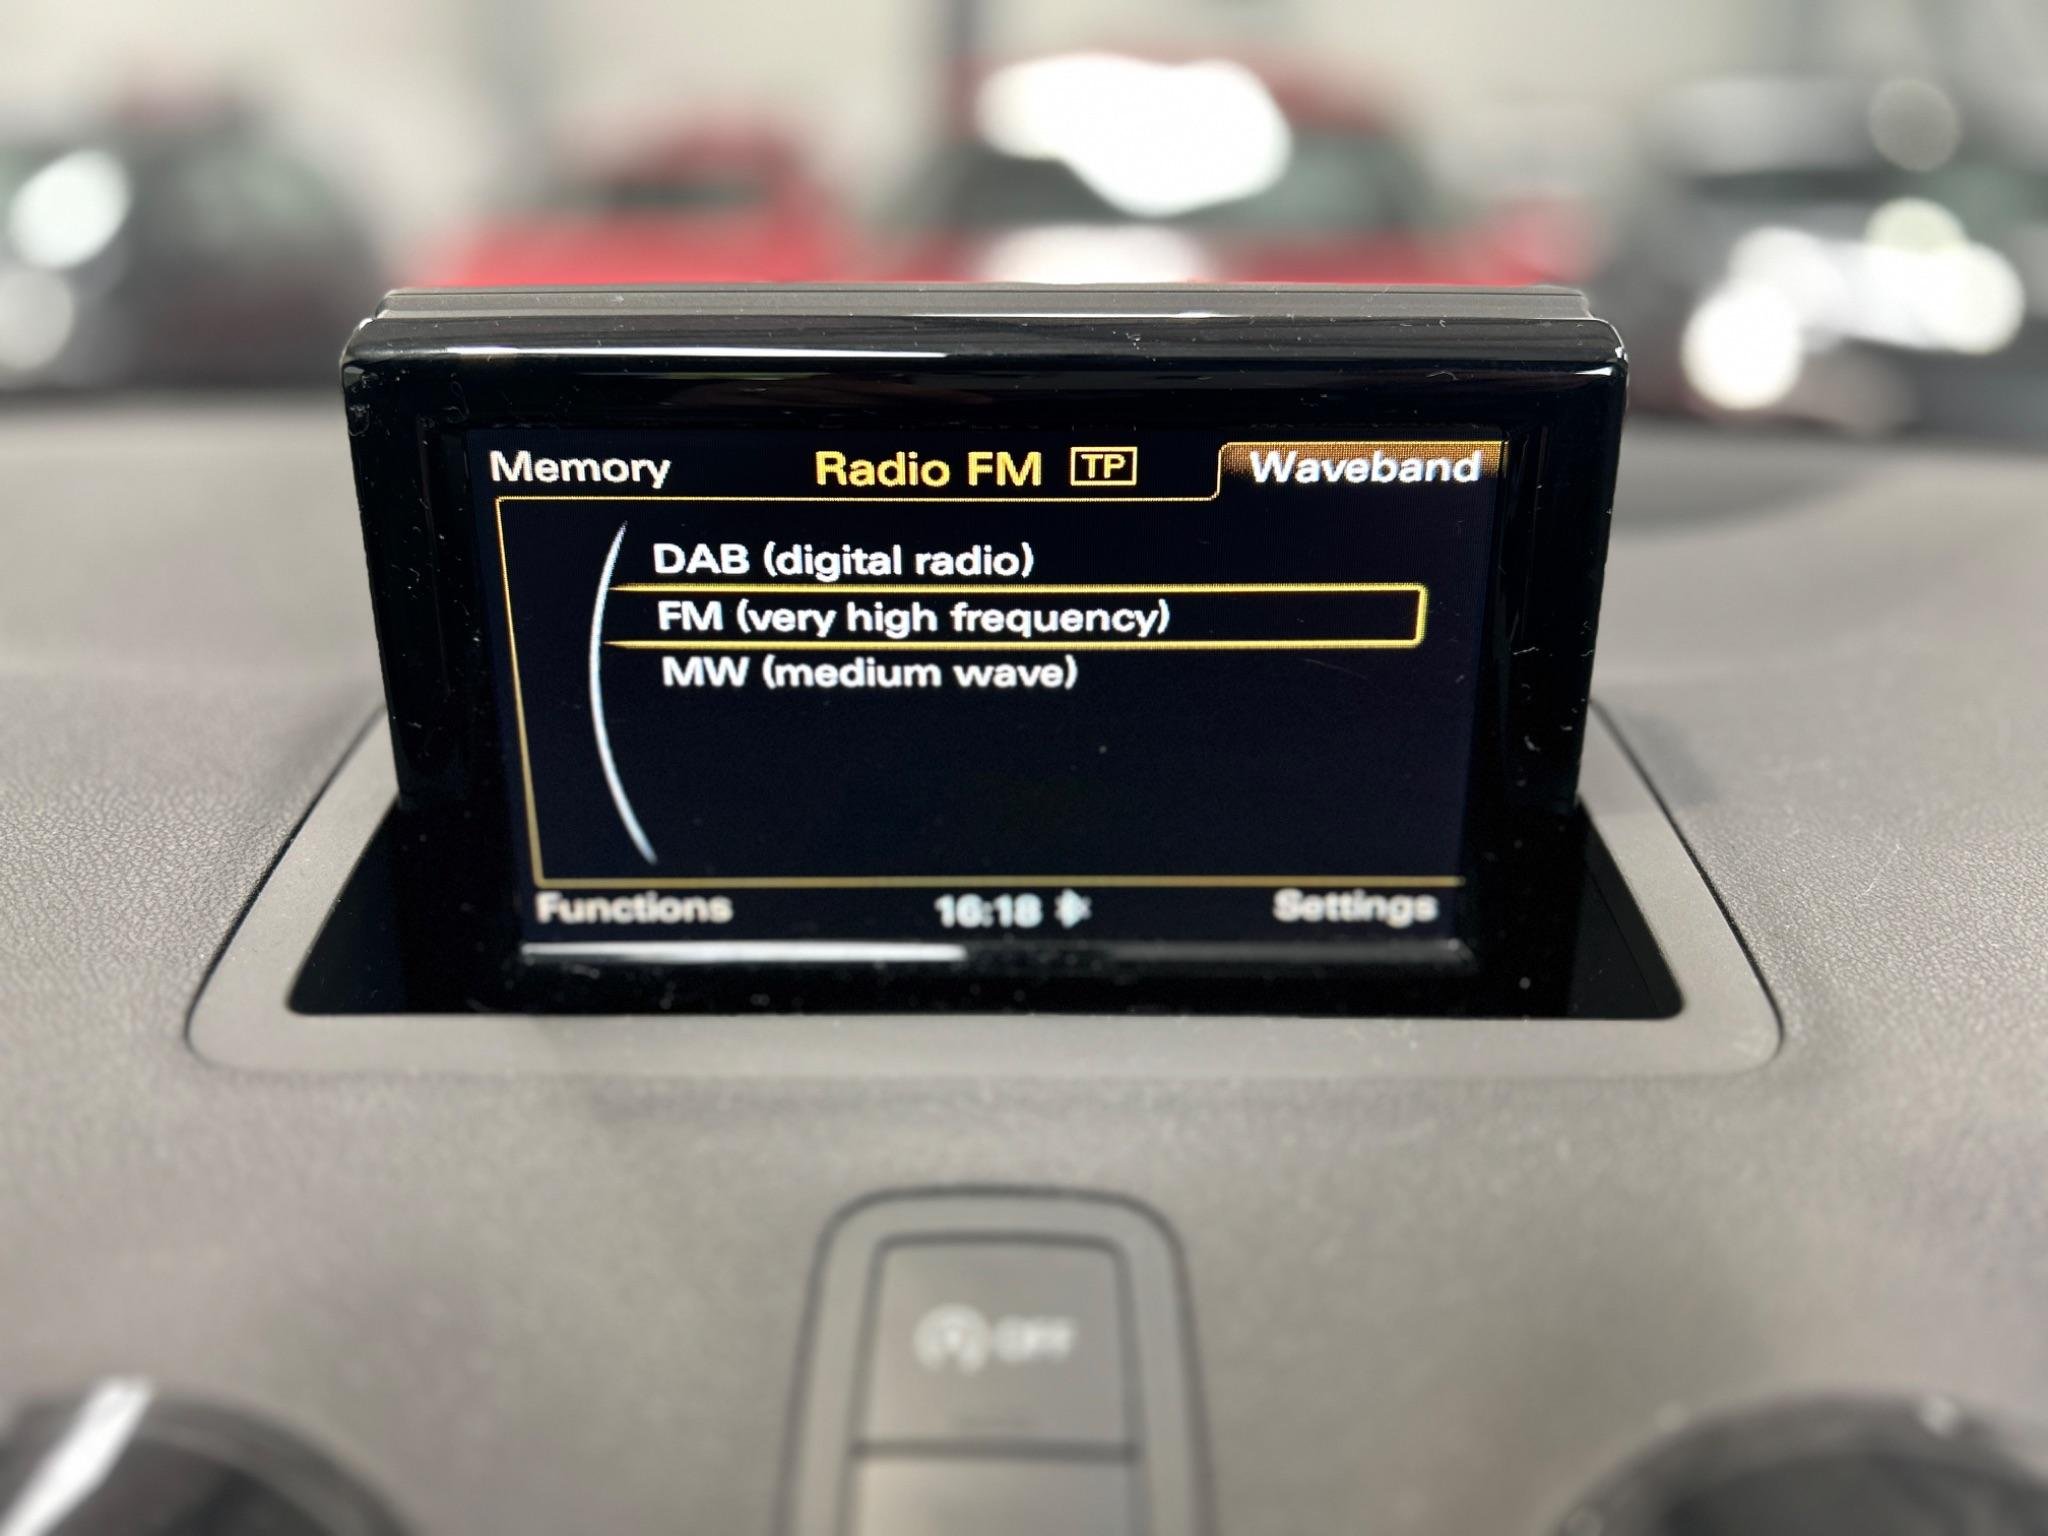 Memory Radio FM TP Waveband
DAB (digital radio)
FM (very high frequency)
MW (medium wave)
Functions 16:18 Settings
OFF